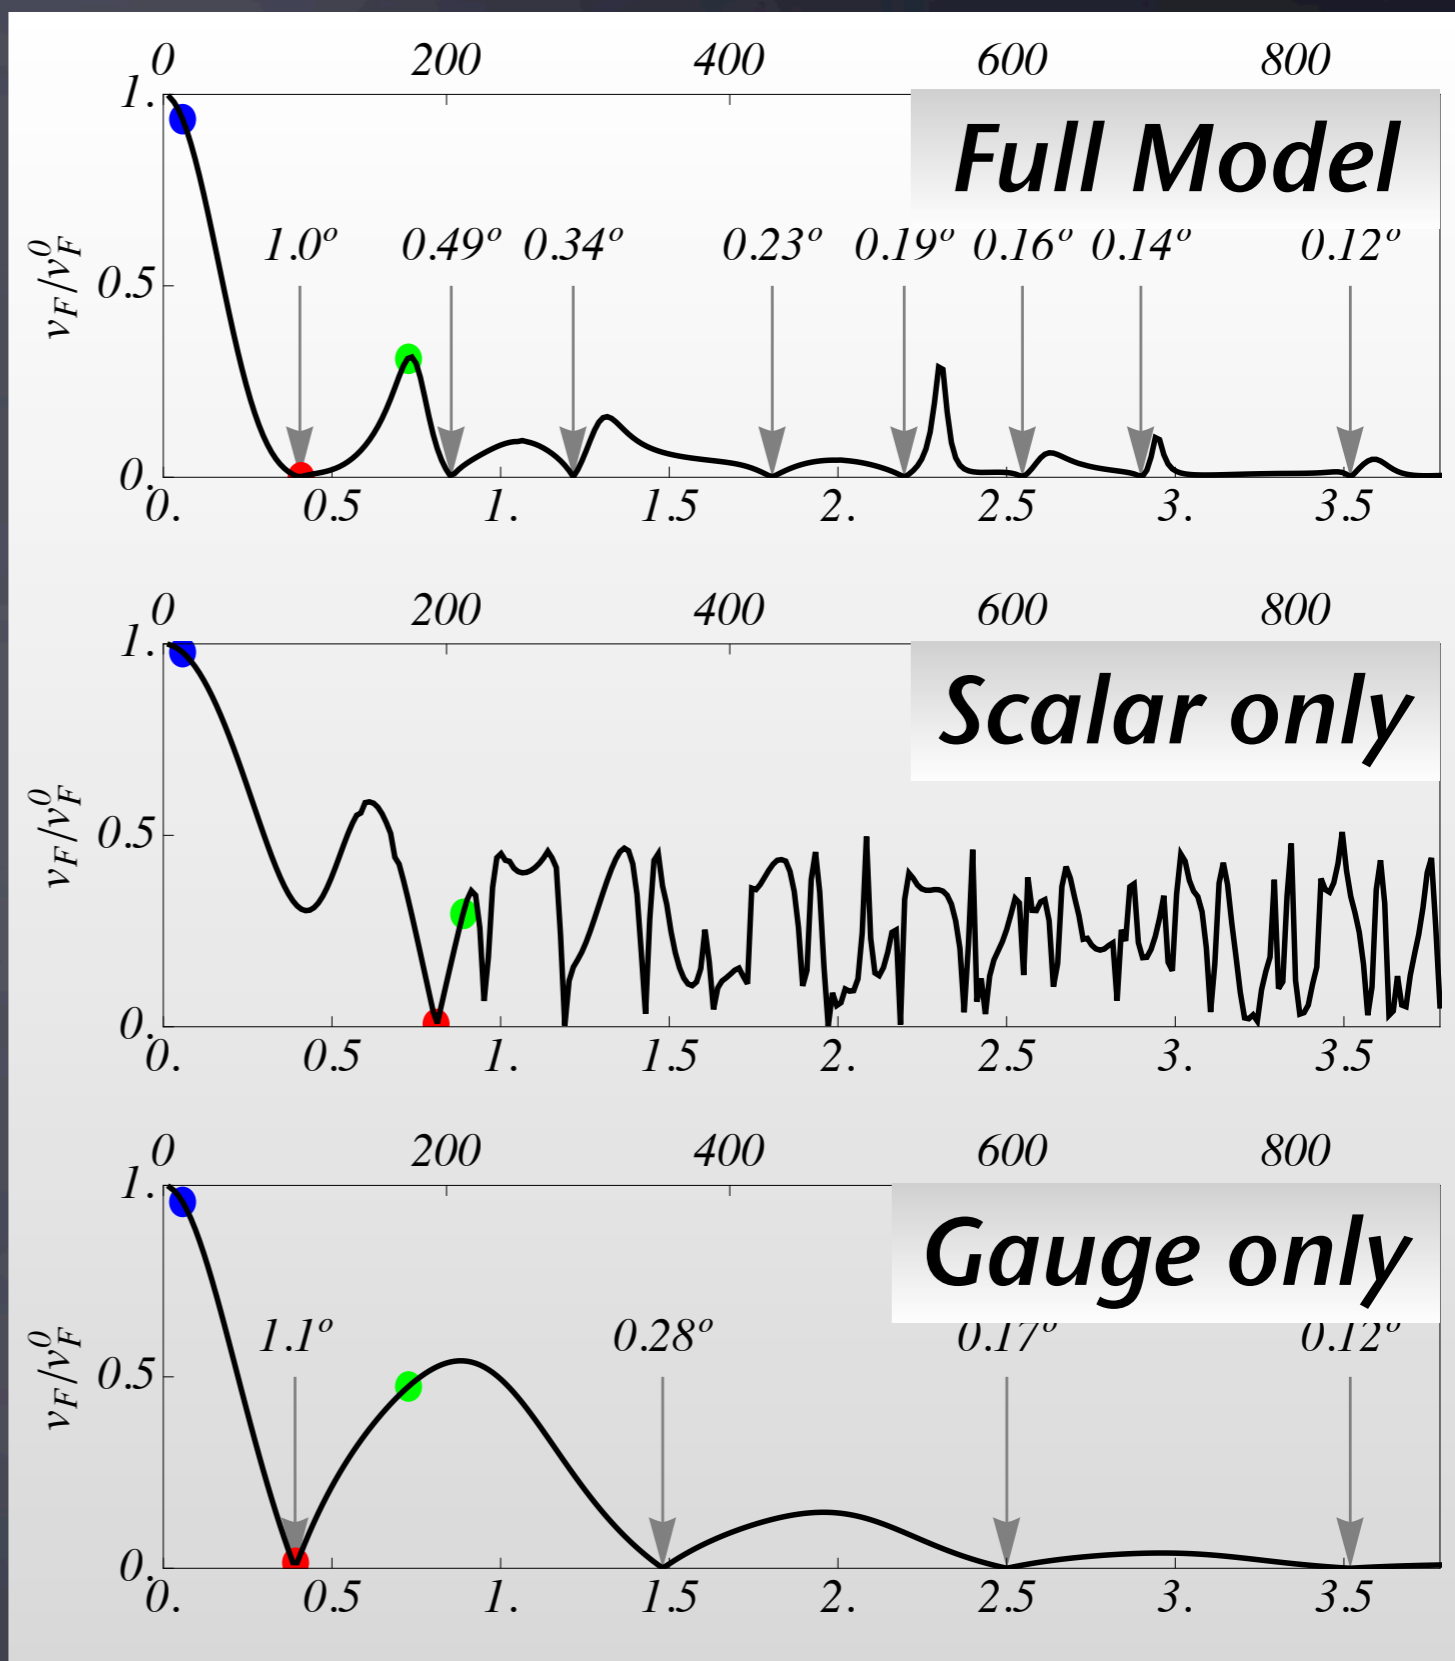 0 200 400 600 800
1.
Full Model
1.0° 0.49° 0.34° 0.23° 0.19° 0.16° 0.14° 0.12°
0.5
v_F/v_F^0
0.
0. 0.5 1. 1.5 2. 2.5 3. 3.5
0 200 400 600 800
1.
Scalar only
0.5
v_F/v_F^0
0.
0. 0.5 1. 1.5 2. 2.5 3. 3.5
0 200 400 600 800
1.
Gauge only
1.1° 0.28° 0.17° 0.12°
0.5
v_F/v_F^0
0.
0. 0.5 1. 1.5 2. 2.5 3. 3.5